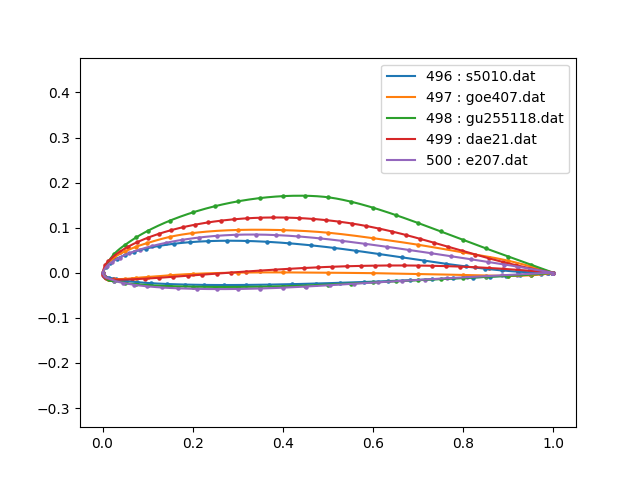 496 : s5010.dat
497 : goe407.dat
498 : gu255118.dat
499 : dae21.dat
500 : e207.dat
0.4
0.3
0.2
0.1
0.0
−0.1
−0.2
−0.3
0.0 0.2 0.4 0.6 0.8 1.0